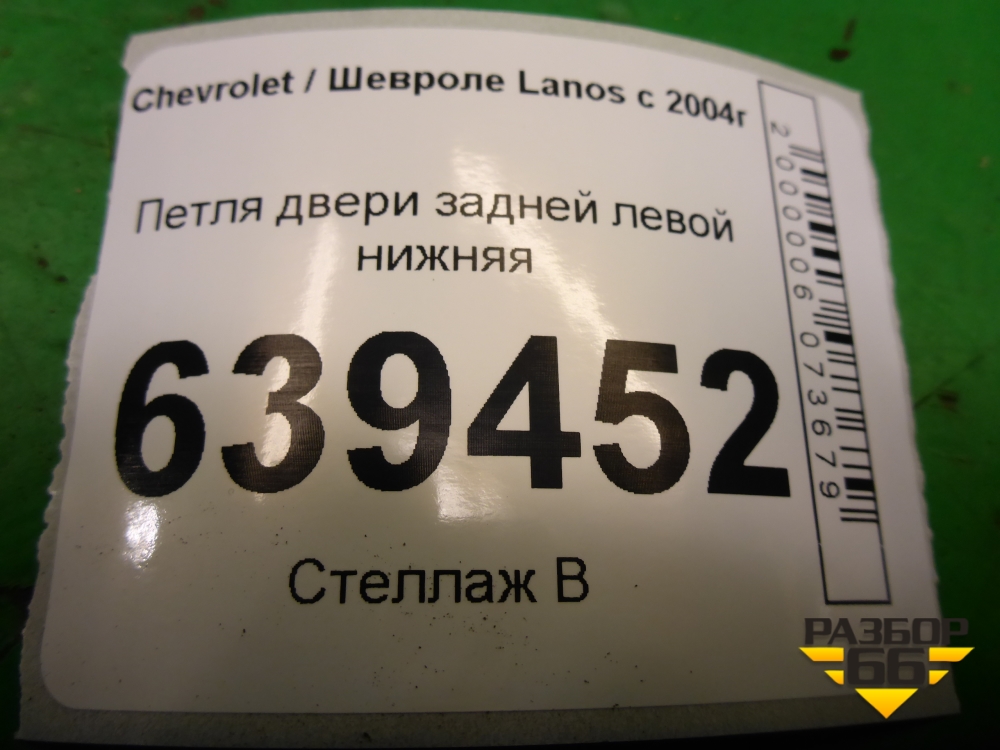 Chevrolet / Шевроле Lanos с 2004г
Петля двери задней левой
нижняя
639452
Стеллаж В
2000006073679
РАЗБОР
66